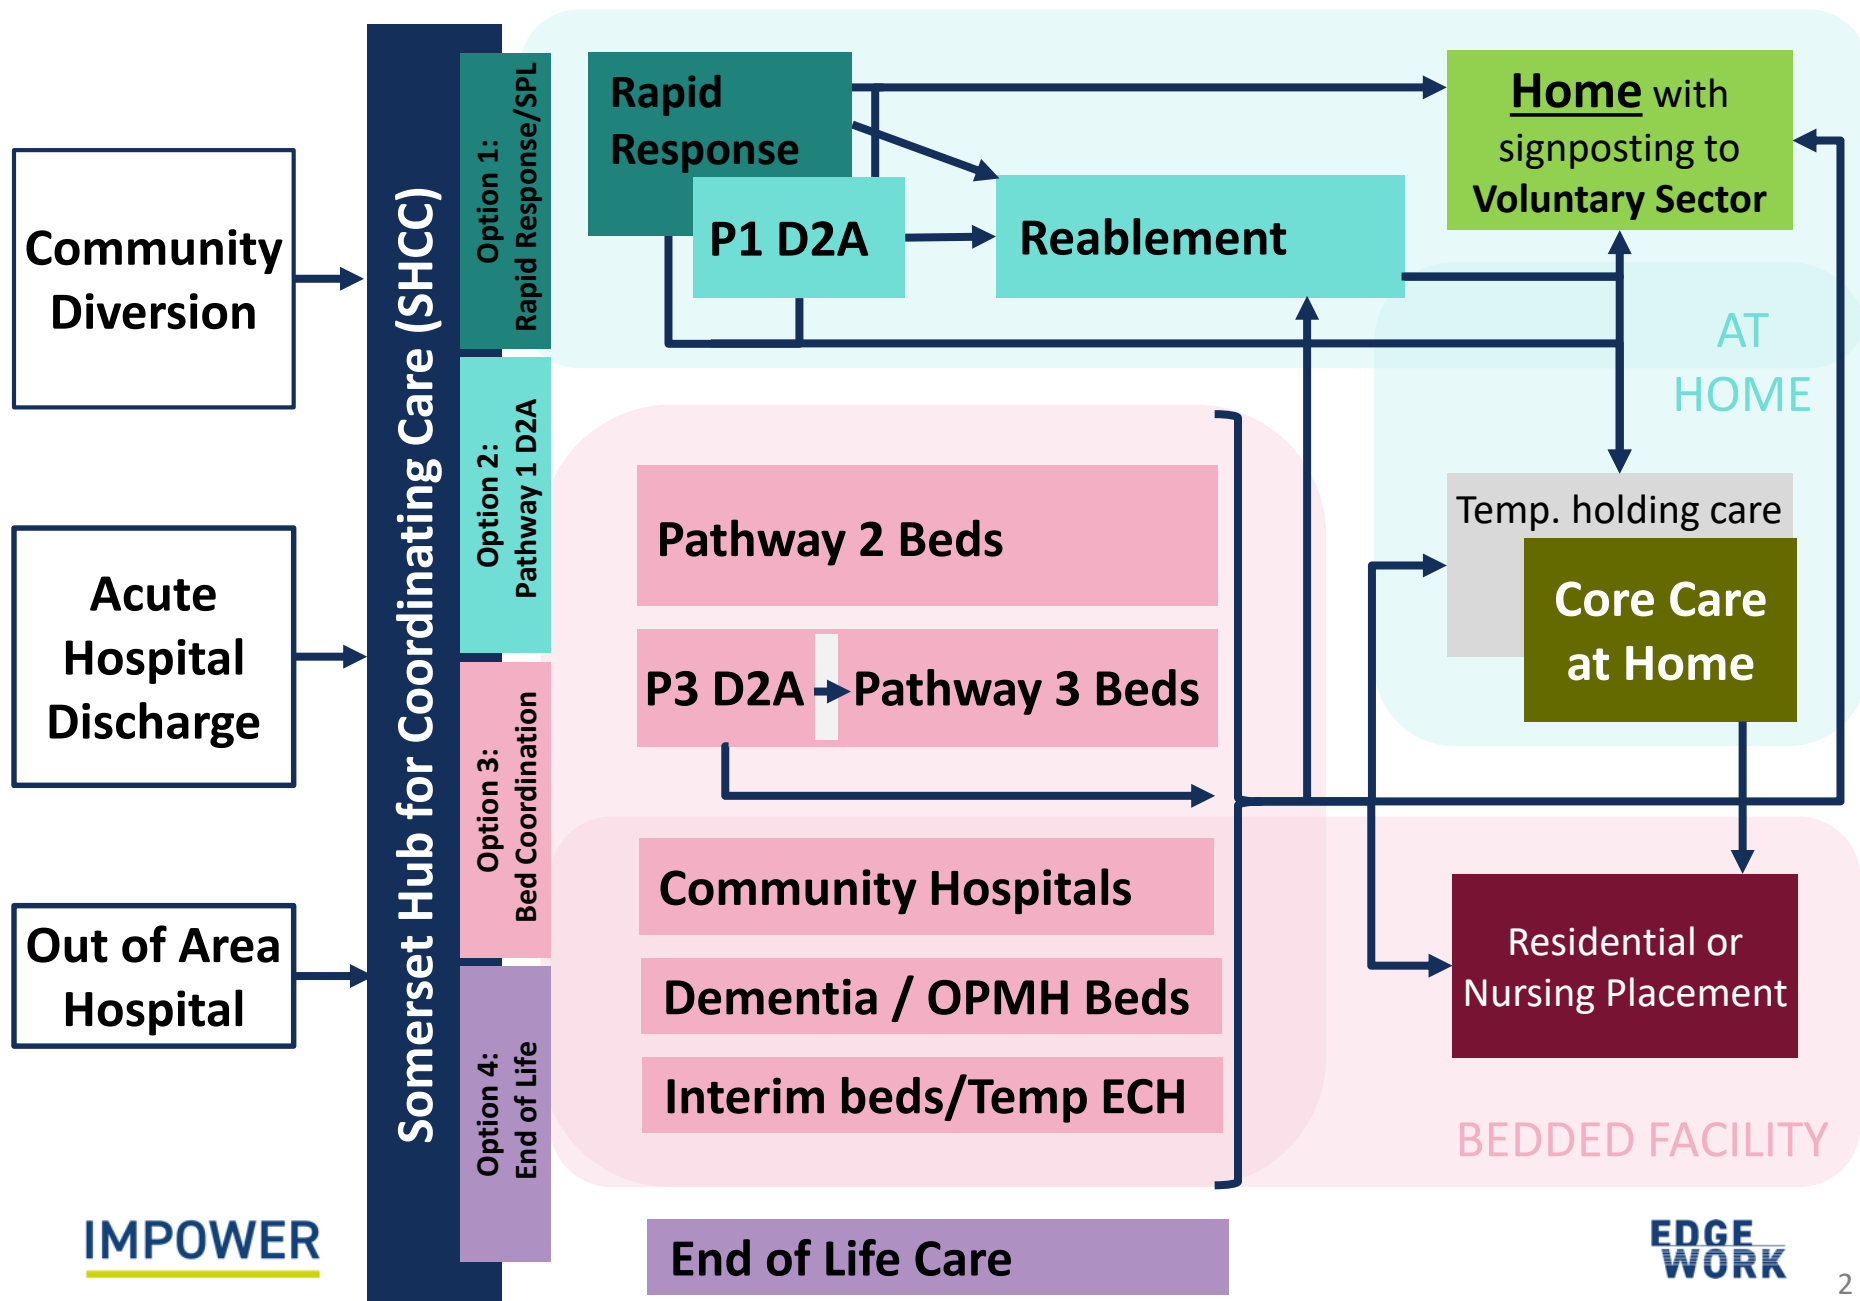 Community
Diversion
Acute
Hospital
Discharge
Out of Area
Hospital
Somerset Hub for Coordinating Care (SHCC)
Option 1:
Rapid Response/SPL
Option 2:
Pathway 1 D2A
Option 3:
Bed Coordination
Option 4:
End of Life
Rapid
Response
P1 D2A
Reablement
Home with
signposting to
Voluntary Sector
AT
HOME
Pathway 2 Beds
P3 D2A
Pathway 3 Beds
Temp. holding care
Core Care
at Home
Community Hospitals
Dementia / OPMH Beds
Interim beds/Temp ECH
Residential or
Nursing Placement
BEDDED FACILITY
End of Life Care
IMPOWER
EDGE
WORK
2